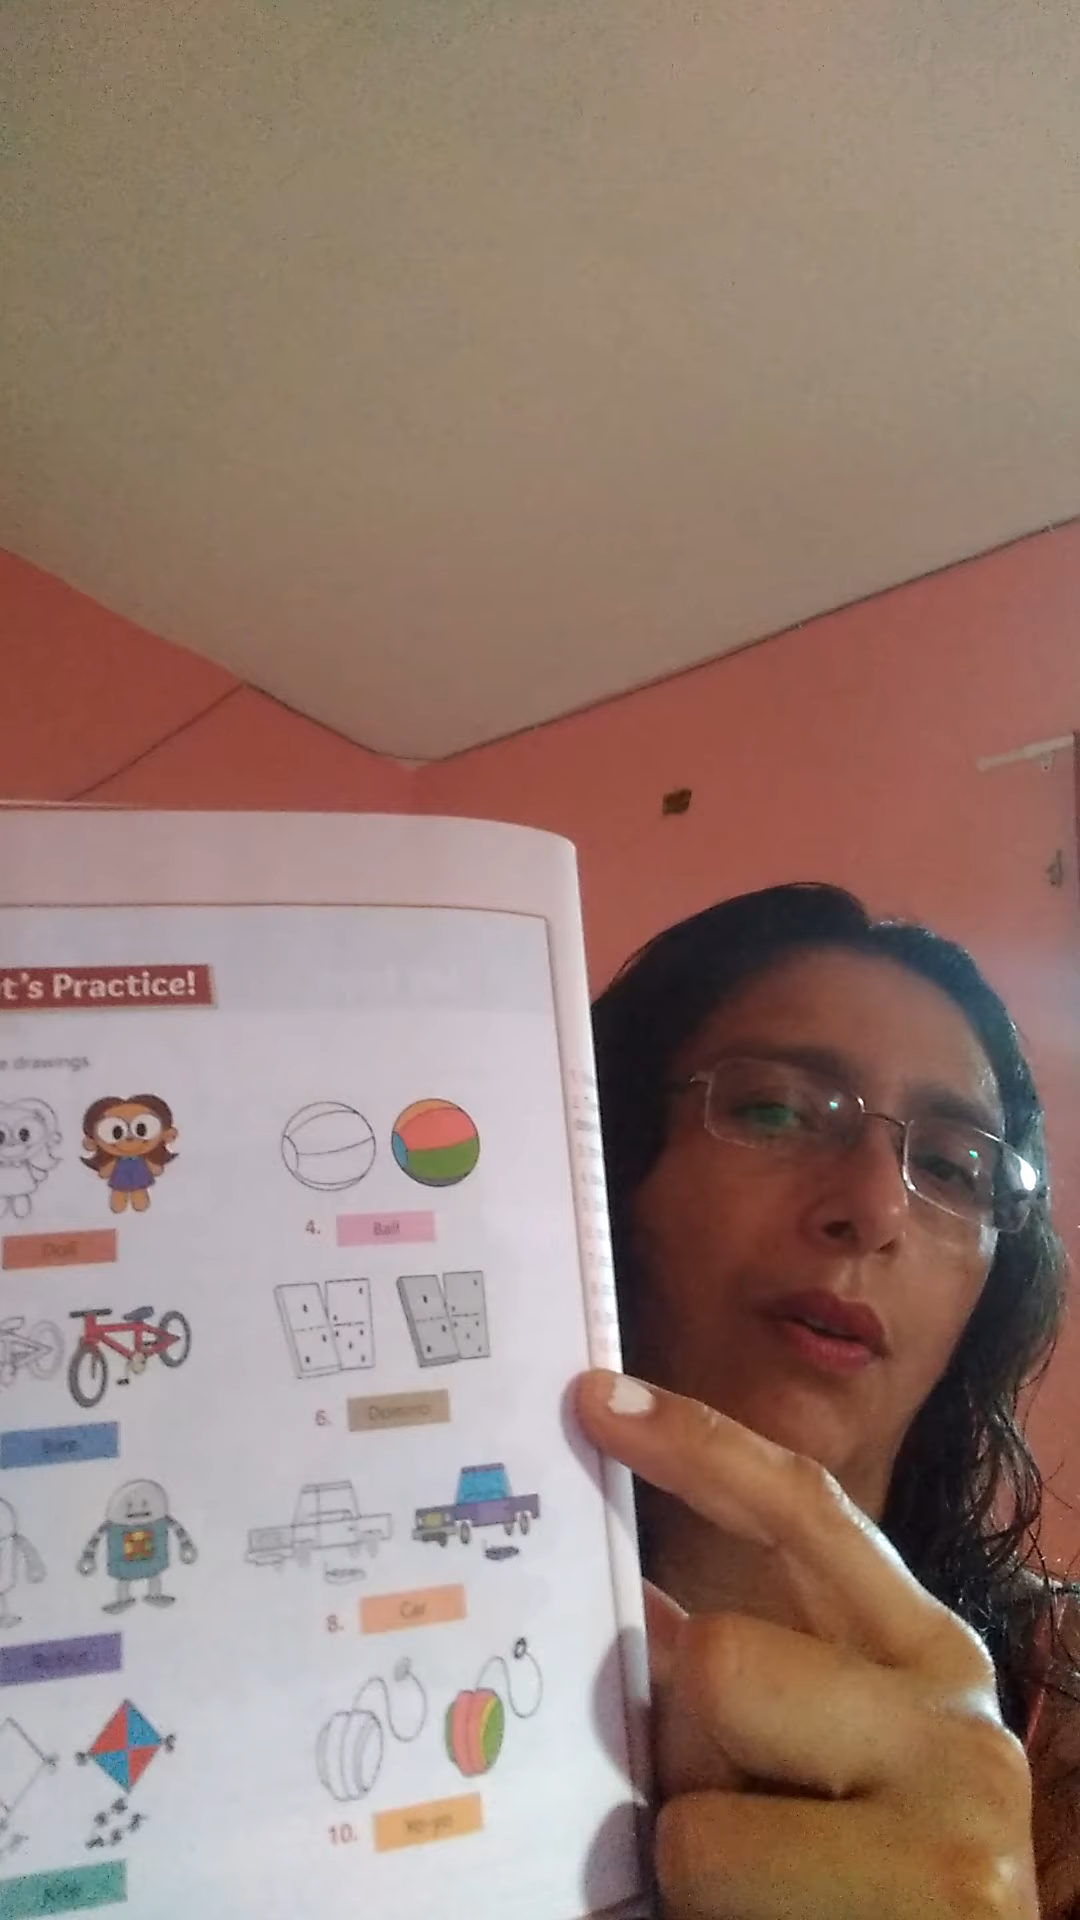 t's Practice!
e drawings
Doll
4. Ball
Bike
6. Domino
Robot
8. Car
Kite
10. Yo-yo